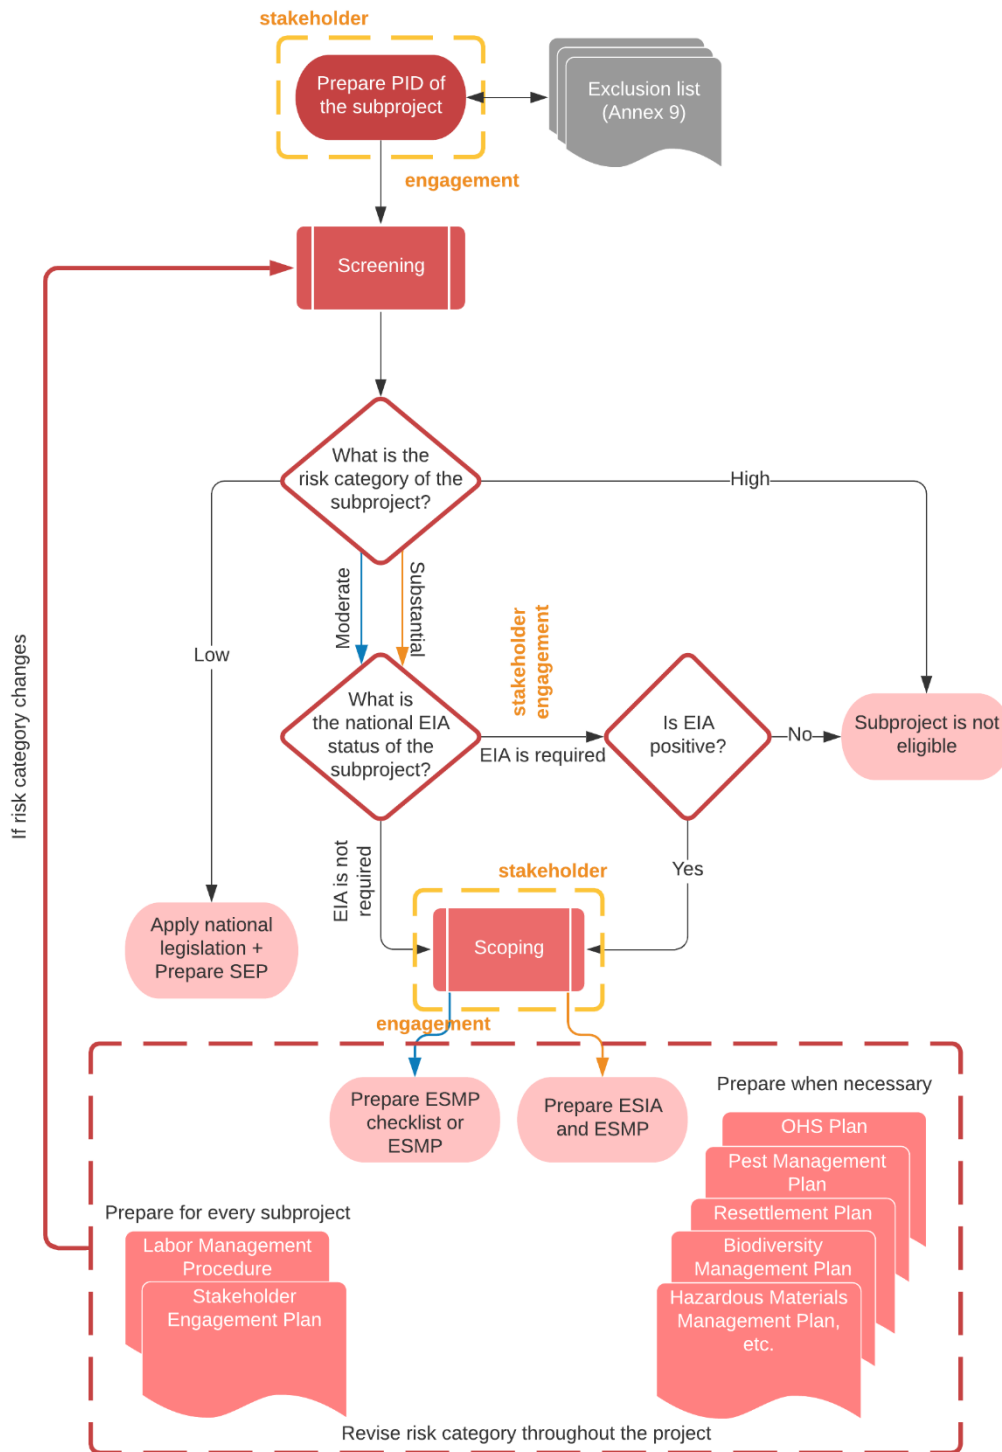 stakeholder
Prepare PID of
the subproject
Exclusion list
(Annex 9)
engagement
Screening
What is the
risk category of the
subproject?
High
Moderate
Substantial
Low
If risk category changes
stakeholder
engagement
What is
the national EIA
status of the
subproject?
EIA is required
Is EIA
positive?
No
Subproject is not
eligible
EIA is not
required
Yes
stakeholder
Scoping
engagement
Apply national
legislation +
Prepare SEP
Prepare ESMP
checklist or
ESMP
Prepare ESIA
and ESMP
Prepare when necessary
OHS Plan
Pest Management
Plan
Resettlement Plan
Biodiversity
Management Plan
Hazardous Materials
Management Plan,
etc.
Prepare for every subproject
Labor Management
Procedure
Stakeholder
Engagement Plan
Revise risk category throughout the project